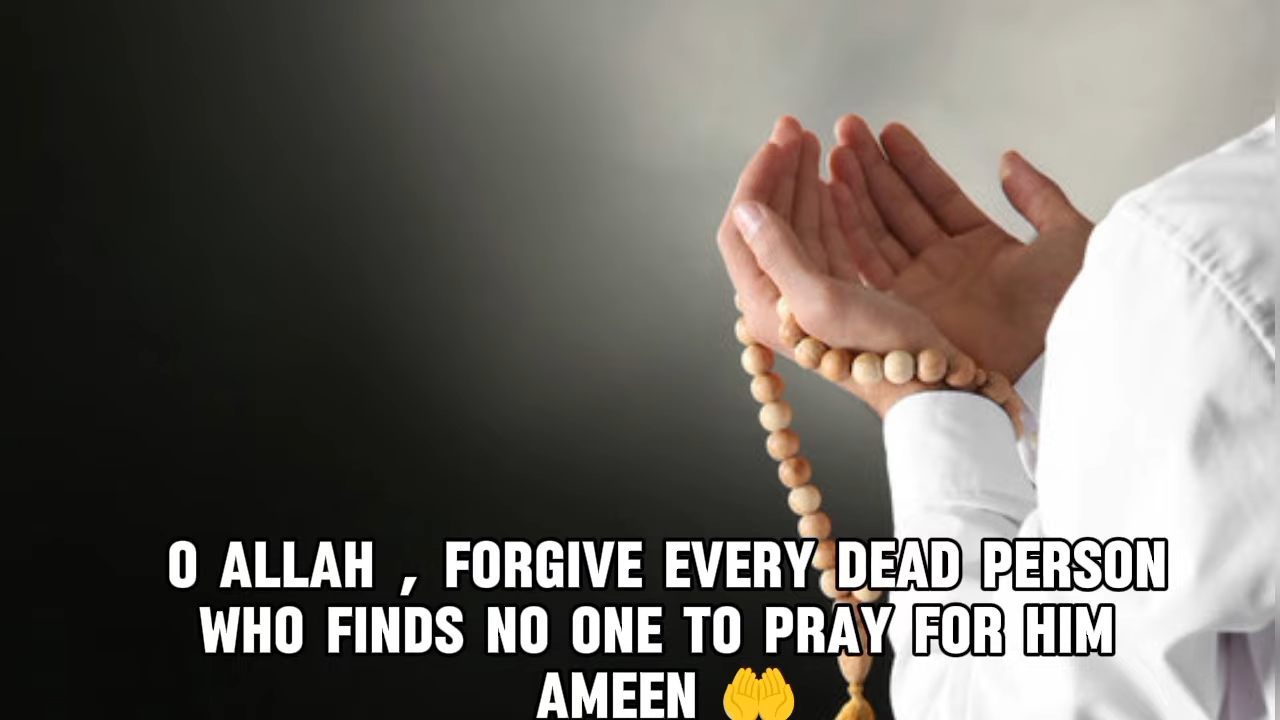 O ALLAH , FORGIVE EVERY DEAD PERSON
WHO FINDS NO ONE TO PRAY FOR HIM
AMEEN 🤲